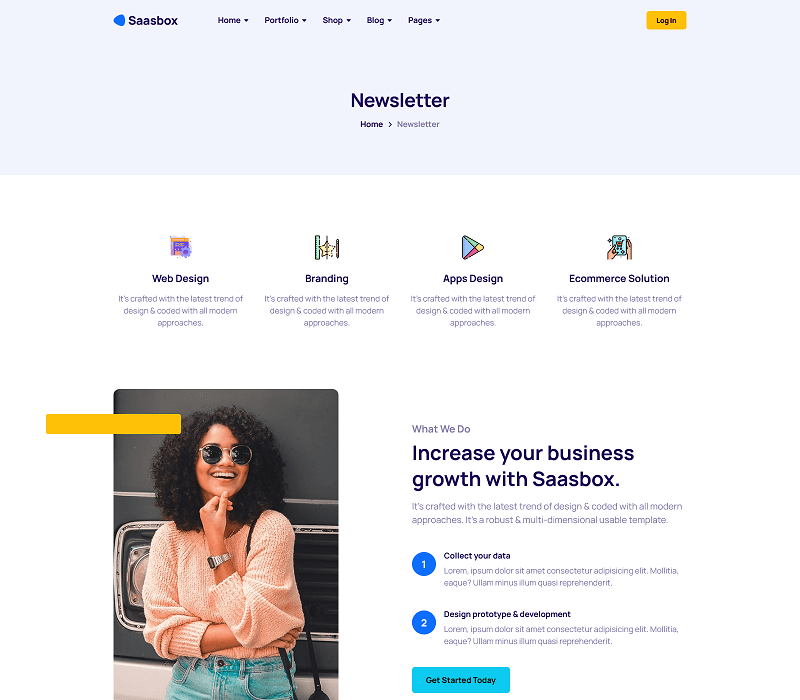 Saasbox
Home Portfolio Shop Blog Pages
Log In
Newsletter
Home > Newsletter
Web Design
It's crafted with the latest trend of
design & coded with all modern
approaches.
Branding
It's crafted with the latest trend of
design & coded with all modern
approaches.
Apps Design
It's crafted with the latest trend of
design & coded with all modern
approaches.
Ecommerce Solution
It's crafted with the latest trend of
design & coded with all modern
approaches.
What We Do
Increase your business
growth with Saasbox.
It's crafted with the latest trend of design & coded with all modern
approaches. It's a robust & multi-dimensional usable template.
1
Collect your data
Lorem, ipsum dolor sit amet consectetur adipisicing elit. Mollitia,
eaque? Ullam minus illum quasi reprehenderit.
2
Design prototype & development
Lorem, ipsum dolor sit amet consectetur adipisicing elit. Mollitia,
eaque? Ullam minus illum quasi reprehenderit.
Get Started Today